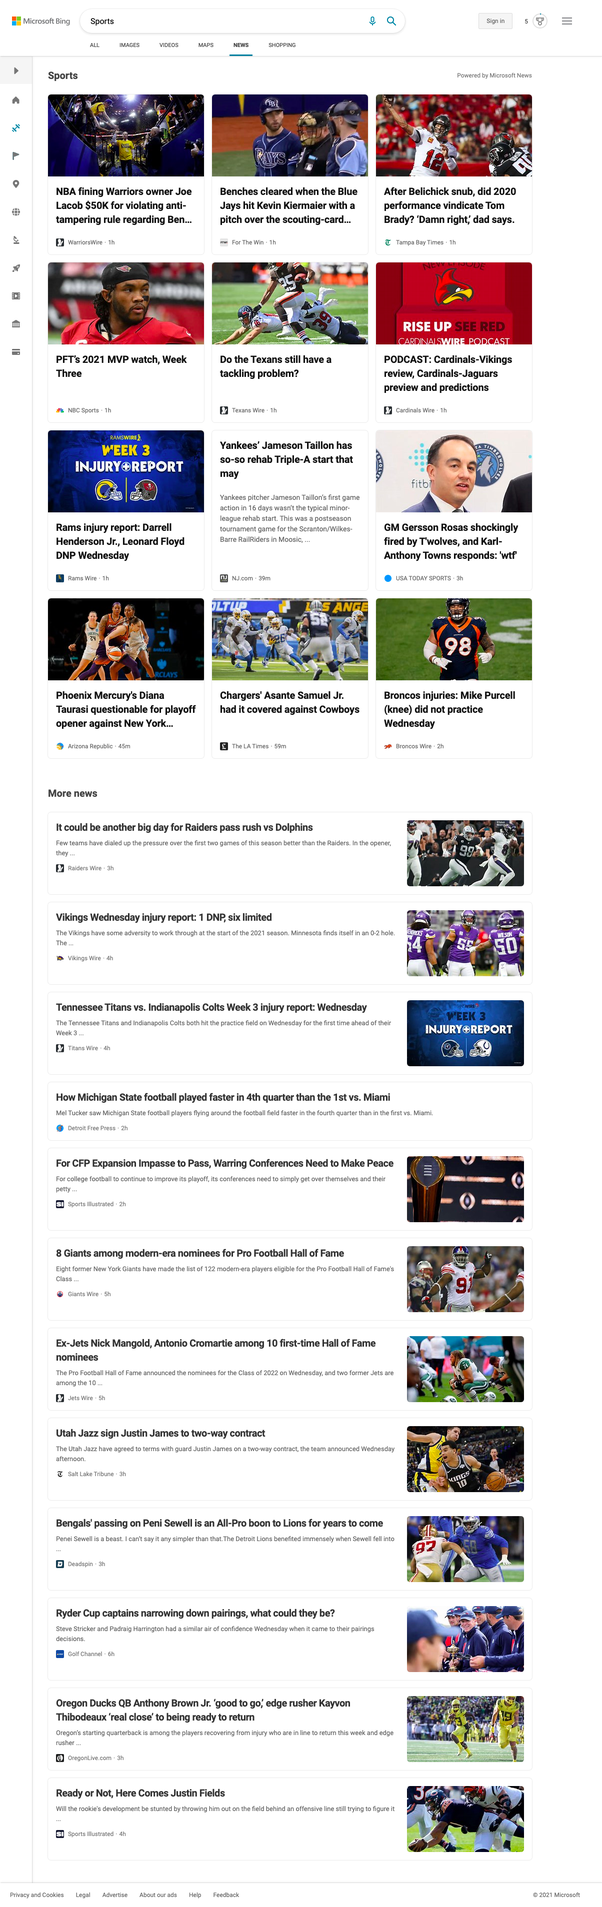 Microsoft Bing
Sports
Sign in
5
ALL
IMAGES
VIDEOS
MAPS
NEWS
SHOPPING
Sports
Powered by Microsoft News
NBA fining Warriors owner Joe
Lacob $50K for violating anti-
tampering rule regarding Ben...
WarriorsWire · 1h
RAYS
Benches cleared when the Blue
Jays hit Kevin Kiermaier with a
pitch over the scouting-card...
For The Win · 1h
12
After Belichick snub, did 2020
performance vindicate Tom
Brady? ‘Damn right,’ dad says.
Tampa Bay Times · 1h
PFT's 2021 MVP watch, Week
Three
NBC Sports · 1h
25
39
Do the Texans still have a
tackling problem?
Texans Wire · 1h
RISE UP SEE RED
CARDINALSWIRE PODCAST
PODCAST: Cardinals-Vikings
review, Cardinals-Jaguars
preview and predictions
Cardinals Wire · 1h
RAMSWIRE
WEEK 3
INJURY+REPORT
Rams injury report: Darrell
Henderson Jr., Leonard Floyd
DNP Wednesday
Rams Wire · 1h
Yankees’ Jameson Taillon has
so-so rehab Triple-A start that
may
Yankees pitcher Jameson Taillon's first game
action in 16 days wasn't the typical minor-
league rehab start. This was a postseason
tournament game for the Scranton/Wilkes-
Barre RailRiders in Moosic, ...
NJ.com · 39m
fitb
GM Gersson Rosas shockingly
fired by T'wolves, and Karl-
Anthony Towns responds: 'wtf'
USA TODAY SPORTS · 3h
BARCLAYS
Phoenix Mercury's Diana
Taurasi questionable for playoff
opener against New York...
Arizona Republic · 45m
OLTUP
LOS ANGE
26
Chargers' Asante Samuel Jr.
had it covered against Cowboys
The LA Times · 59m
98
Broncos injuries: Mike Purcell
(knee) did not practice
Wednesday
Broncos Wire · 2h
More news
It could be another big day for Raiders pass rush vs Dolphins
Few teams have dialed up the pressure over the first two games of this season better than the Raiders. In the opener,
they ...
Raiders Wire · 3h
Vikings Wednesday injury report: 1 DNP, six limited
The Vikings have some adversity to work through at the start of the 2021 season. Minnesota finds itself in an 0-2 hole.
The ...
Vikings Wire · 4h
54
55
50
Tennessee Titans vs. Indianapolis Colts Week 3 injury report: Wednesday
The Tennessee Titans and Indianapolis Colts both hit the practice field on Wednesday for the first time ahead of their
Week 3 ...
Titans Wire · 4h
WEEK 3
INJURY+REPORT
How Michigan State football played faster in 4th quarter than the 1st vs. Miami
Mel Tucker saw Michigan State football players flying around the football field faster in the fourth quarter than in the first vs. Miami.
Detroit Free Press · 2h
For CFP Expansion Impasse to Pass, Warring Conferences Need to Make Peace
For college football to continue to improve its playoff, its conferences need to simply get over themselves and their
petty ...
Sports Illustrated · 2h
8 Giants among modern-era nominees for Pro Football Hall of Fame
Eight former New York Giants have made the list of 122 modern-era players eligible for the Pro Football Hall of Fame's
Class ...
Giants Wire · 5h
91
Ex-Jets Nick Mangold, Antonio Cromartie among 10 first-time Hall of Fame
nominees
The Pro Football Hall of Fame announced the nominees for the Class of 2022 on Wednesday, and two former Jets are
among the 10 ...
Jets Wire · 5h
Utah Jazz sign Justin James to two-way contract
The Utah Jazz have agreed to terms with guard Justin James on a two-way contract, the team announced Wednesday
afternoon.
Salt Lake Tribune · 3h
KINGS
10
Bengals' passing on Peni Sewell is an All-Pro boon to Lions for years to come
Penei Sewell is a beast. I can't say it any simpler than that.The Detroit Lions benefited immensely when Sewell fell into
...
Deadspin · 3h
97
Ryder Cup captains narrowing down pairings, what could they be?
Steve Stricker and Padraig Harrington had a similar air of confidence Wednesday when it came to their pairings
decisions.
Golf Channel · 6h
Oregon Ducks QB Anthony Brown Jr. ‘good to go,’ edge rusher Kayvon
Thibodeaux ‘real close’ to being ready to return
Oregon's starting quarterback is among the players recovering from injury who are in line to return this week and edge
rusher ...
OregonLive.com · 3h
Ready or Not, Here Comes Justin Fields
Will the rookie's development be stunted by throwing him out on the field behind an offensive line still trying to figure it
...
Sports Illustrated · 4h
Privacy and Cookies
Legal
Advertise
About our ads
Help
Feedback
© 2021 Microsoft